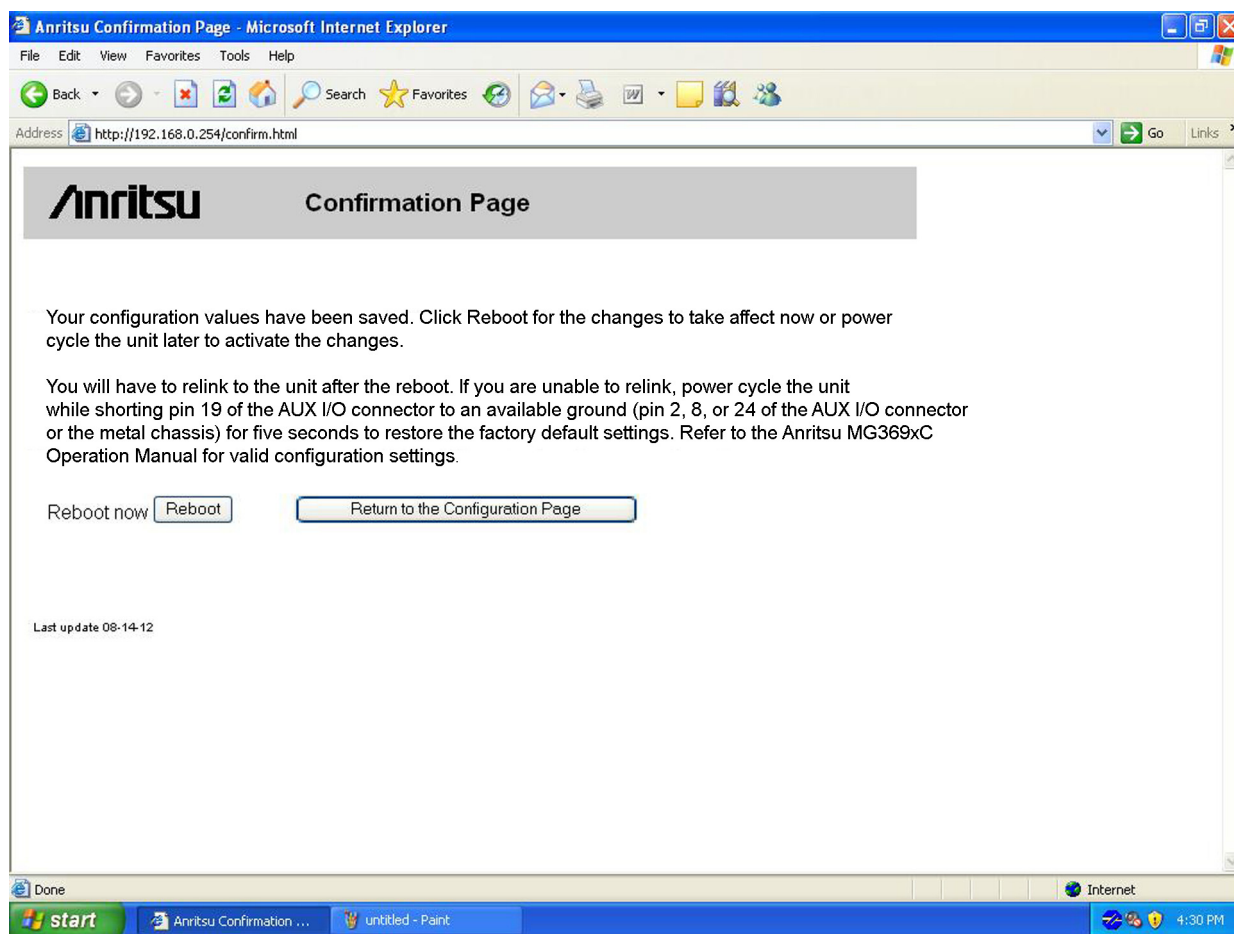 Anritsu Confirmation Page - Microsoft Internet Explorer
File Edit View Favorites Tools Help
Back Search Favorites
Address http://192.168.0.254/confirm.html Go Links
Anritsu Confirmation Page
Your configuration values have been saved. Click Reboot for the changes to take affect now or power
cycle the unit later to activate the changes.
You will have to relink to the unit after the reboot. If you are unable to relink, power cycle the unit
while shorting pin 19 of the AUX I/O connector to an available ground (pin 2, 8, or 24 of the AUX I/O connector
or the metal chassis) for five seconds to restore the factory default settings. Refer to the Anritsu MG369xC
Operation Manual for valid configuration settings.
Reboot now Reboot Return to the Configuration Page
Last update 08-14-12
Done Internet
start Anritsu Confirmation ... untitled - Paint 4:30 PM